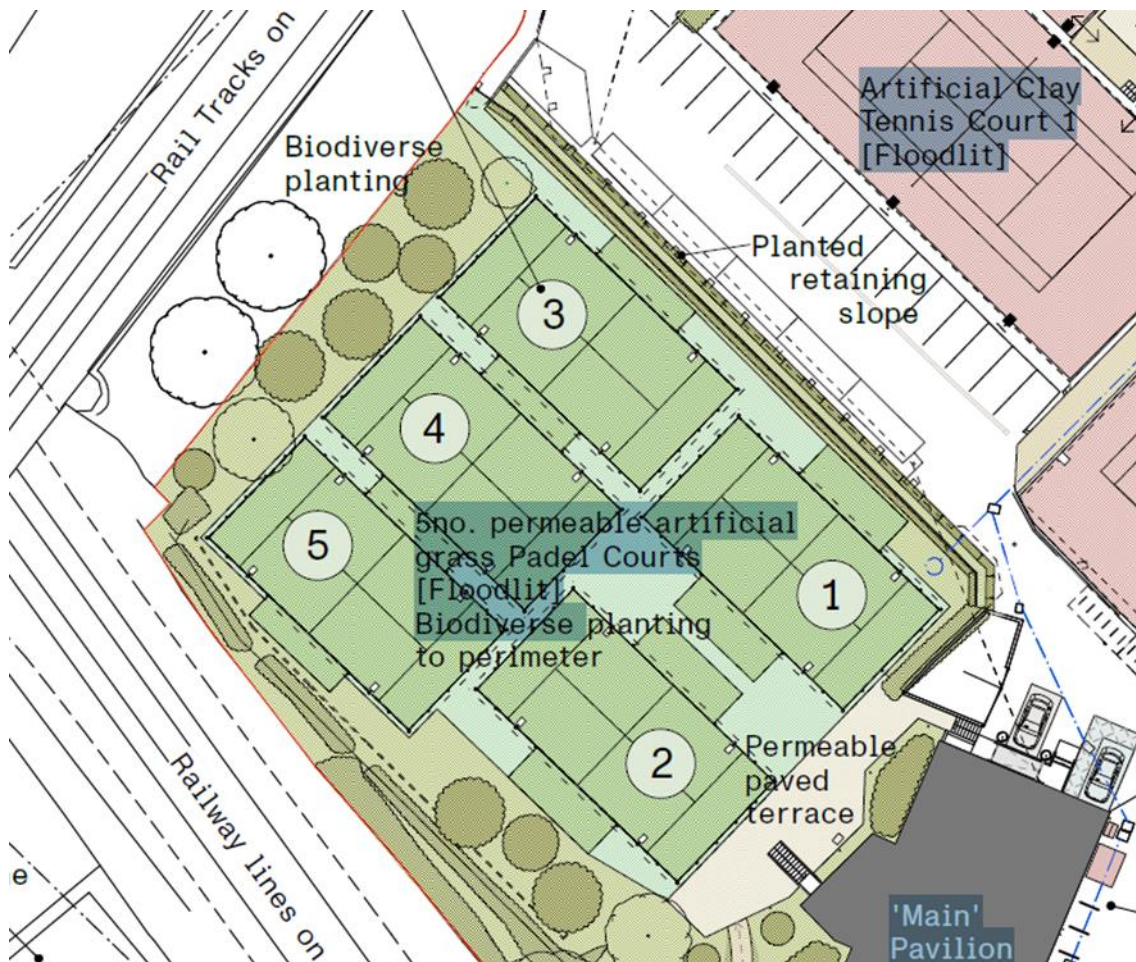 Rail Tracks on
Artificial Clay
Tennis Court 1
[Floodlit]
Biodiverse
planting
Planted
retaining
slope
3
4
5
5no. permeable artificial
grass Padel Courts
[Floodlit]
Biodiverse planting
to perimeter
1
2
Permeable
paved
terrace
Railway lines on
e
'Main'
Pavilion